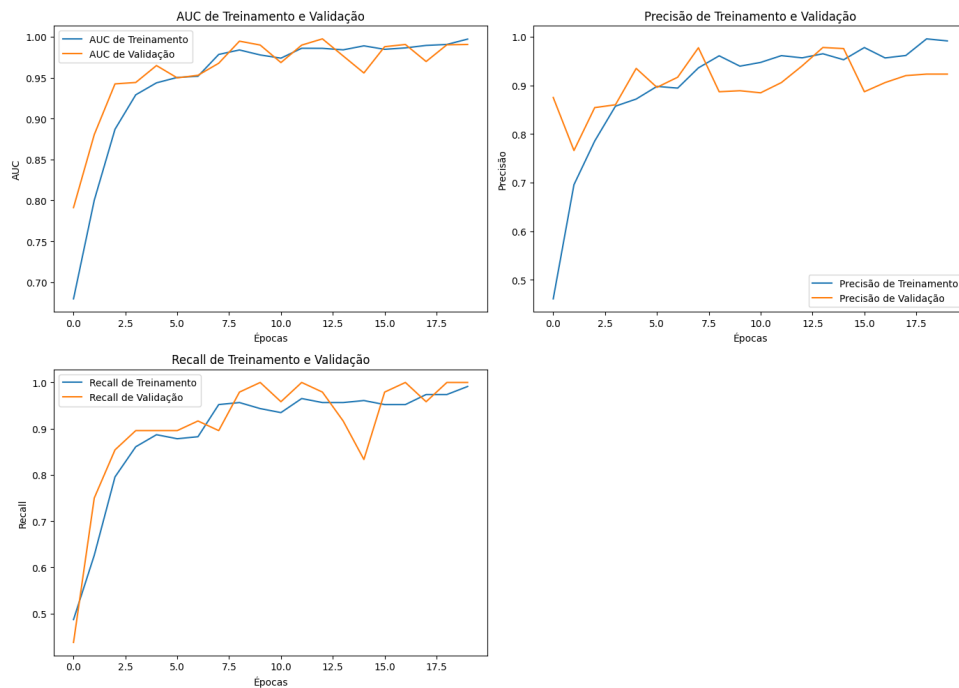 AUC de Treinamento e Validação
AUC de Treinamento
AUC de Validação
1.00
0.95
0.90
0.85
0.80
0.75
0.70
AUC
0.0 2.5 5.0 7.5 10.0 12.5 15.0 17.5
Épocas
Precisão de Treinamento e Validação
1.0
0.9
0.8
0.7
0.6
0.5
Precisão
Precisão de Treinamento
Precisão de Validação
0.0 2.5 5.0 7.5 10.0 12.5 15.0 17.5
Épocas
Recall de Treinamento e Validação
Recall de Treinamento
Recall de Validação
1.0
0.9
0.8
0.7
0.6
0.5
Recall
0.0 2.5 5.0 7.5 10.0 12.5 15.0 17.5
Épocas